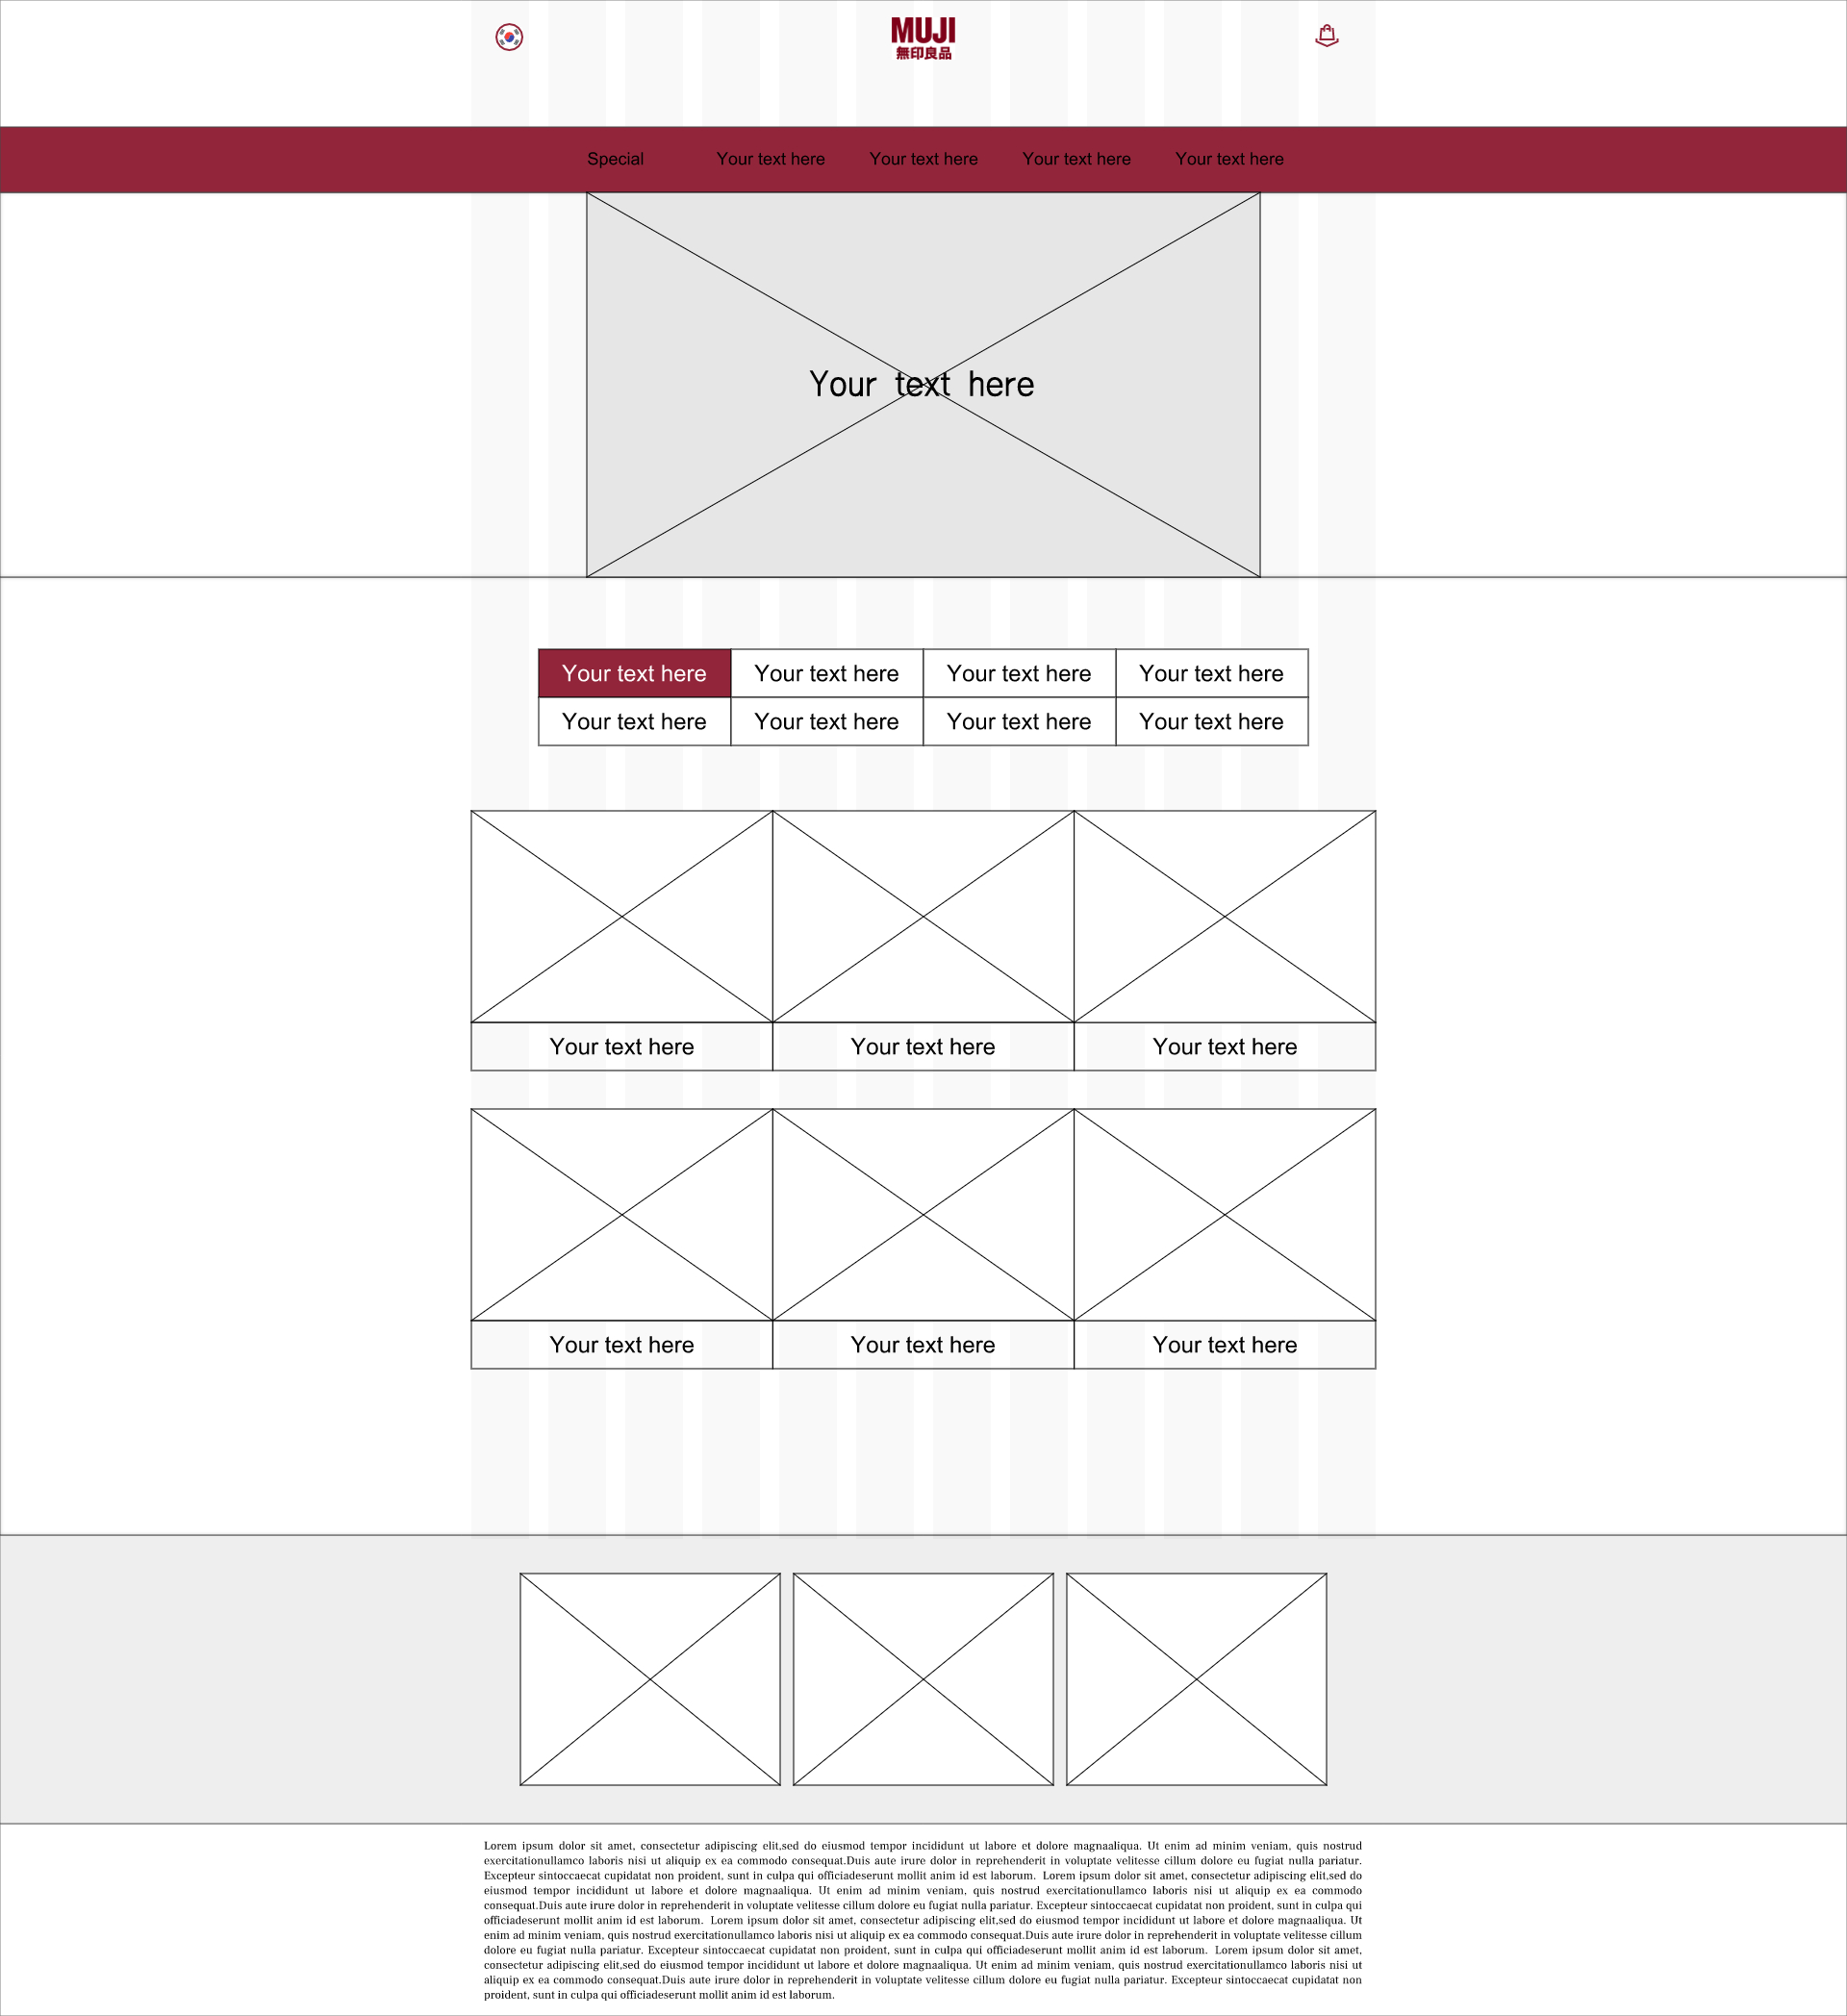 MUJI
無印良品
Special Your text here Your text here Your text here Your text here
Your text here
Your text here Your text here Your text here Your text here
Your text here Your text here Your text here Your text here
Your text here Your text here Your text here
Your text here Your text here Your text here
Lorem ipsum dolor sit amet, consectetur adipiscing elit,sed do eiusmod tempor incididunt ut labore et dolore magnaaliqua. Ut enim ad minim veniam, quis nostrud
exercitationullamco laboris nisi ut aliquip ex ea commodo consequat.Duis aute irure dolor in reprehenderit in voluptate velitesse cillum dolore eu fugiat nulla pariatur.
Excepteur sintoccaecat cupidatat non proident, sunt in culpa qui officiadeserunt mollit anim id est laborum. Lorem ipsum dolor sit amet, consectetur adipiscing elit,sed do
eiusmod tempor incididunt ut labore et dolore magnaaliqua. Ut enim ad minim veniam, quis nostrud exercitationullamco laboris nisi ut aliquip ex ea commodo
consequat.Duis aute irure dolor in reprehenderit in voluptate velitesse cillum dolore eu fugiat nulla pariatur. Excepteur sintoccaecat cupidatat non proident, sunt in culpa qui
officiadeserunt mollit anim id est laborum. Lorem ipsum dolor sit amet, consectetur adipiscing elit,sed do eiusmod tempor incididunt ut labore et dolore magnaaliqua. Ut
enim ad minim veniam, quis nostrud exercitationullamco laboris nisi ut aliquip ex ea commodo consequat.Duis aute irure dolor in reprehenderit in voluptate velitesse cillum
dolore eu fugiat nulla pariatur. Excepteur sintoccaecat cupidatat non proident, sunt in culpa qui officiadeserunt mollit anim id est laborum. Lorem ipsum dolor sit amet,
consectetur adipiscing elit,sed do eiusmod tempor incididunt ut labore et dolore magnaaliqua. Ut enim ad minim veniam, quis nostrud exercitationullamco laboris nisi ut
aliquip ex ea commodo consequat.Duis aute irure dolor in reprehenderit in voluptate velitesse cillum dolore eu fugiat nulla pariatur. Excepteur sintoccaecat cupidatat non
proident, sunt in culpa qui officiadeserunt mollit anim id est laborum.